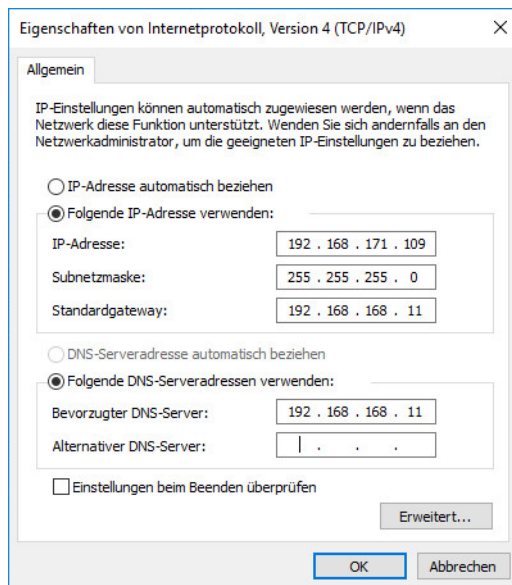 Eigenschaften von Internetprotokoll, Version 4 (TCP/IPv4)
Allgemein
IP-Einstellungen können automatisch zugewiesen werden, wenn das
Netzwerk diese Funktion unterstützt. Wenden Sie sich andernfalls an den
Netzwerkadministrator, um die geeigneten IP-Einstellungen zu beziehen.
IP-Adresse automatisch beziehen
Folgende IP-Adresse verwenden:
IP-Adresse: 192 . 168 . 171 . 109
Subnetzmaske: 255 . 255 . 255 . 0
Standardgateway: 192 . 168 . 168 . 11
DNS-Serveradresse automatisch beziehen
Folgende DNS-Serveradressen verwenden:
Bevorzugter DNS-Server: 192 . 168 . 168 . 11
Alternativer DNS-Server: . . .
Einstellungen beim Beenden überprüfen
Erweitert...
OK Abbrechen